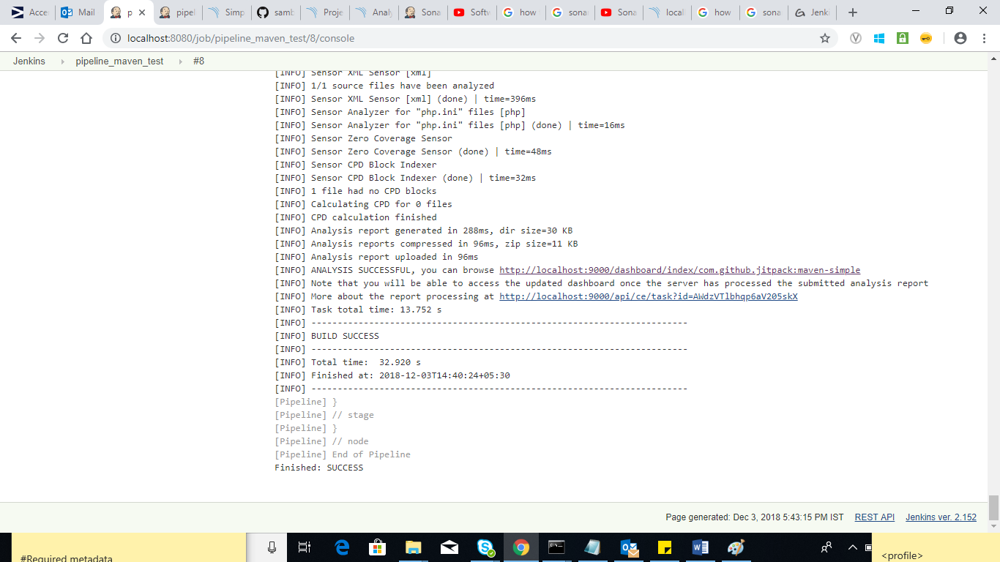 Acce
Mail
p
pipel
Simp
samb
Proje
Analy
Sona
Softw
how
sona
Sona
local
how
sona
Jenki
localhost:8080/job/pipeline_maven_test/8/console
Jenkins
pipeline_maven_test
#8
[INFO] Sensor XML Sensor [xml]
[INFO] 1/1 source files have been analyzed
[INFO] Sensor XML Sensor [xml] (done) | time=396ms
[INFO] Sensor Analyzer for "php.ini" files [php]
[INFO] Sensor Analyzer for "php.ini" files [php] (done) | time=16ms
[INFO] Sensor Zero Coverage Sensor
[INFO] Sensor Zero Coverage Sensor (done) | time=48ms
[INFO] Sensor CPD Block Indexer
[INFO] Sensor CPD Block Indexer (done) | time=32ms
[INFO] 1 file had no CPD blocks
[INFO] Calculating CPD for 0 files
[INFO] CPD calculation finished
[INFO] Analysis report generated in 288ms, dir size=30 KB
[INFO] Analysis reports compressed in 96ms, zip size=11 KB
[INFO] Analysis report uploaded in 96ms
[INFO] ANALYSIS SUCCESSFUL, you can browse http://localhost:9000/dashboard/index/com.github.jitpack:maven-simple
[INFO] Note that you will be able to access the updated dashboard once the server has processed the submitted analysis report
[INFO] More about the report processing at http://localhost:9000/api/ce/task?id=AWdzVTlbhqp6aV205skX
[INFO] Task total time: 13.752 s
[INFO] ------------------------------------------------------------------------
[INFO] BUILD SUCCESS
[INFO] ------------------------------------------------------------------------
[INFO] Total time:  32.920 s
[INFO] Finished at: 2018-12-03T14:40:24+05:30
[INFO] ------------------------------------------------------------------------
[Pipeline] }
[Pipeline] // stage
[Pipeline] }
[Pipeline] // node
[Pipeline] End of Pipeline
Finished: SUCCESS
Page generated: Dec 3, 2018 5:43:15 PM IST
REST API
Jenkins ver. 2.152
#Required metadata
<profile>